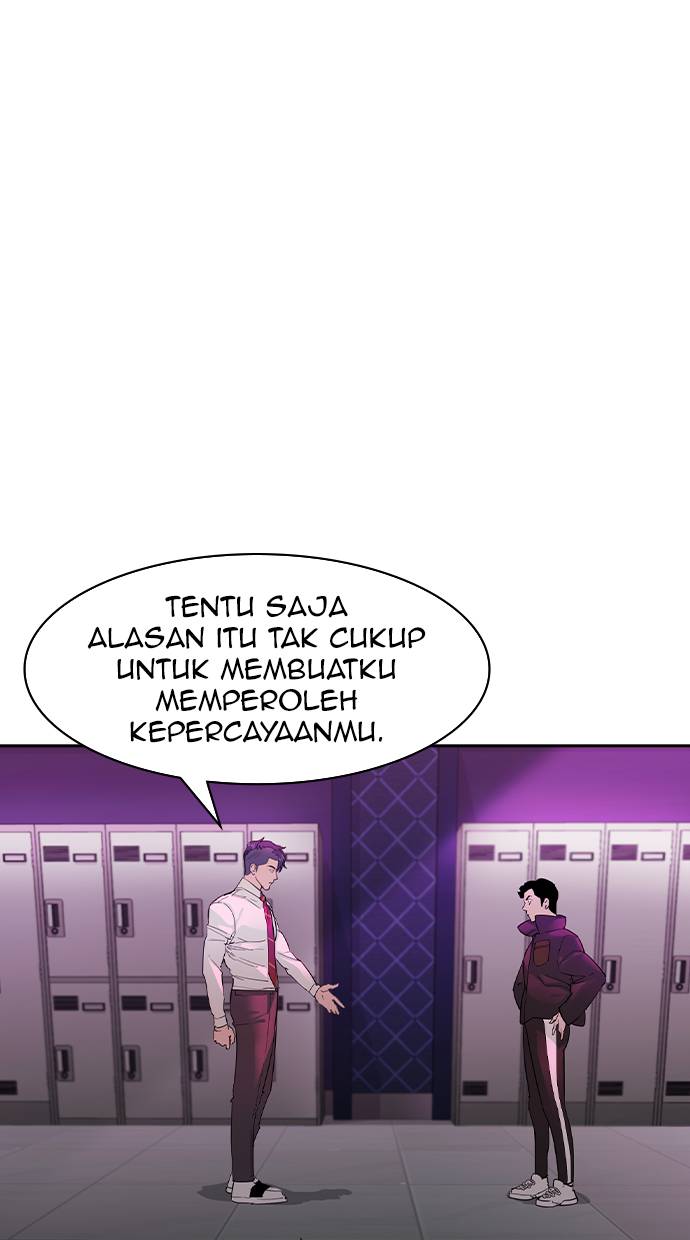 TENTU SAJA
ALASAN ITU TAK CUKUP
UNTUK MEMBUATKU
MEMPEROLEH
KEPERCAYAANMU.